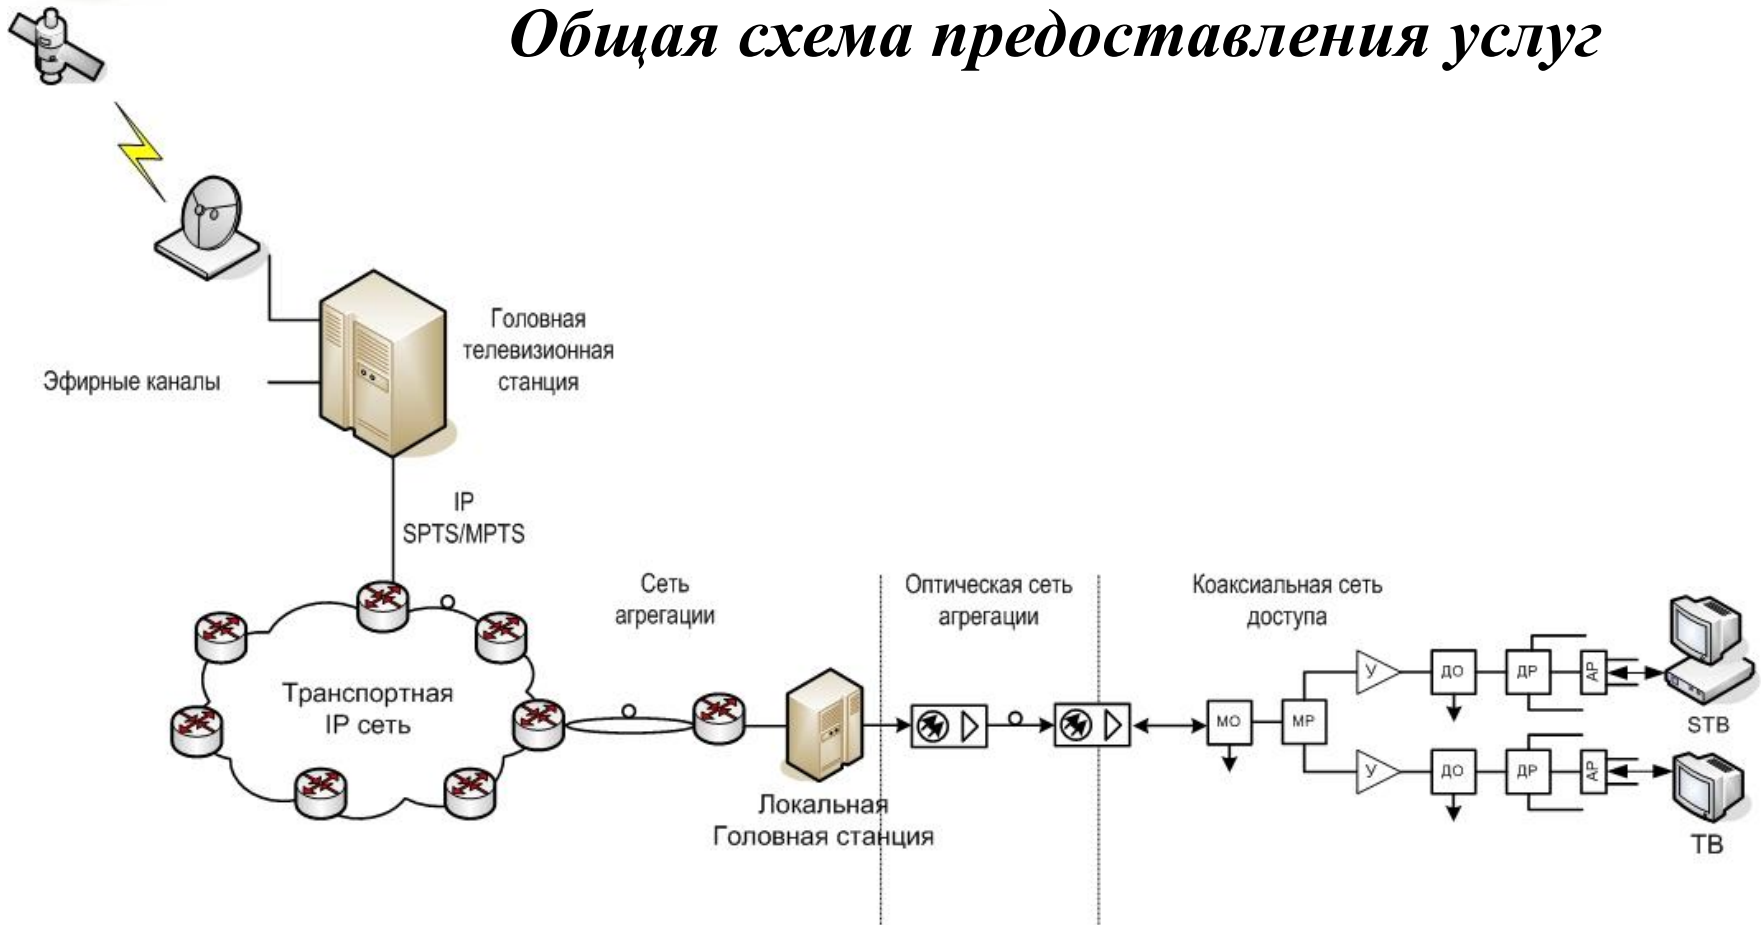 Общая схема предоставления услуг
Головная
телевизионная
станция
Эфирные каналы
IP
SPTS/MPTS
Сеть
агрегации
Оптическая сеть
агрегации
Коаксиальная сеть
доступа
Транспортная
IP сеть
У
ДО
ДР
АР
STB
МО
МР
У
ДО
ДР
АР
ТВ
Локальная
Головная станция